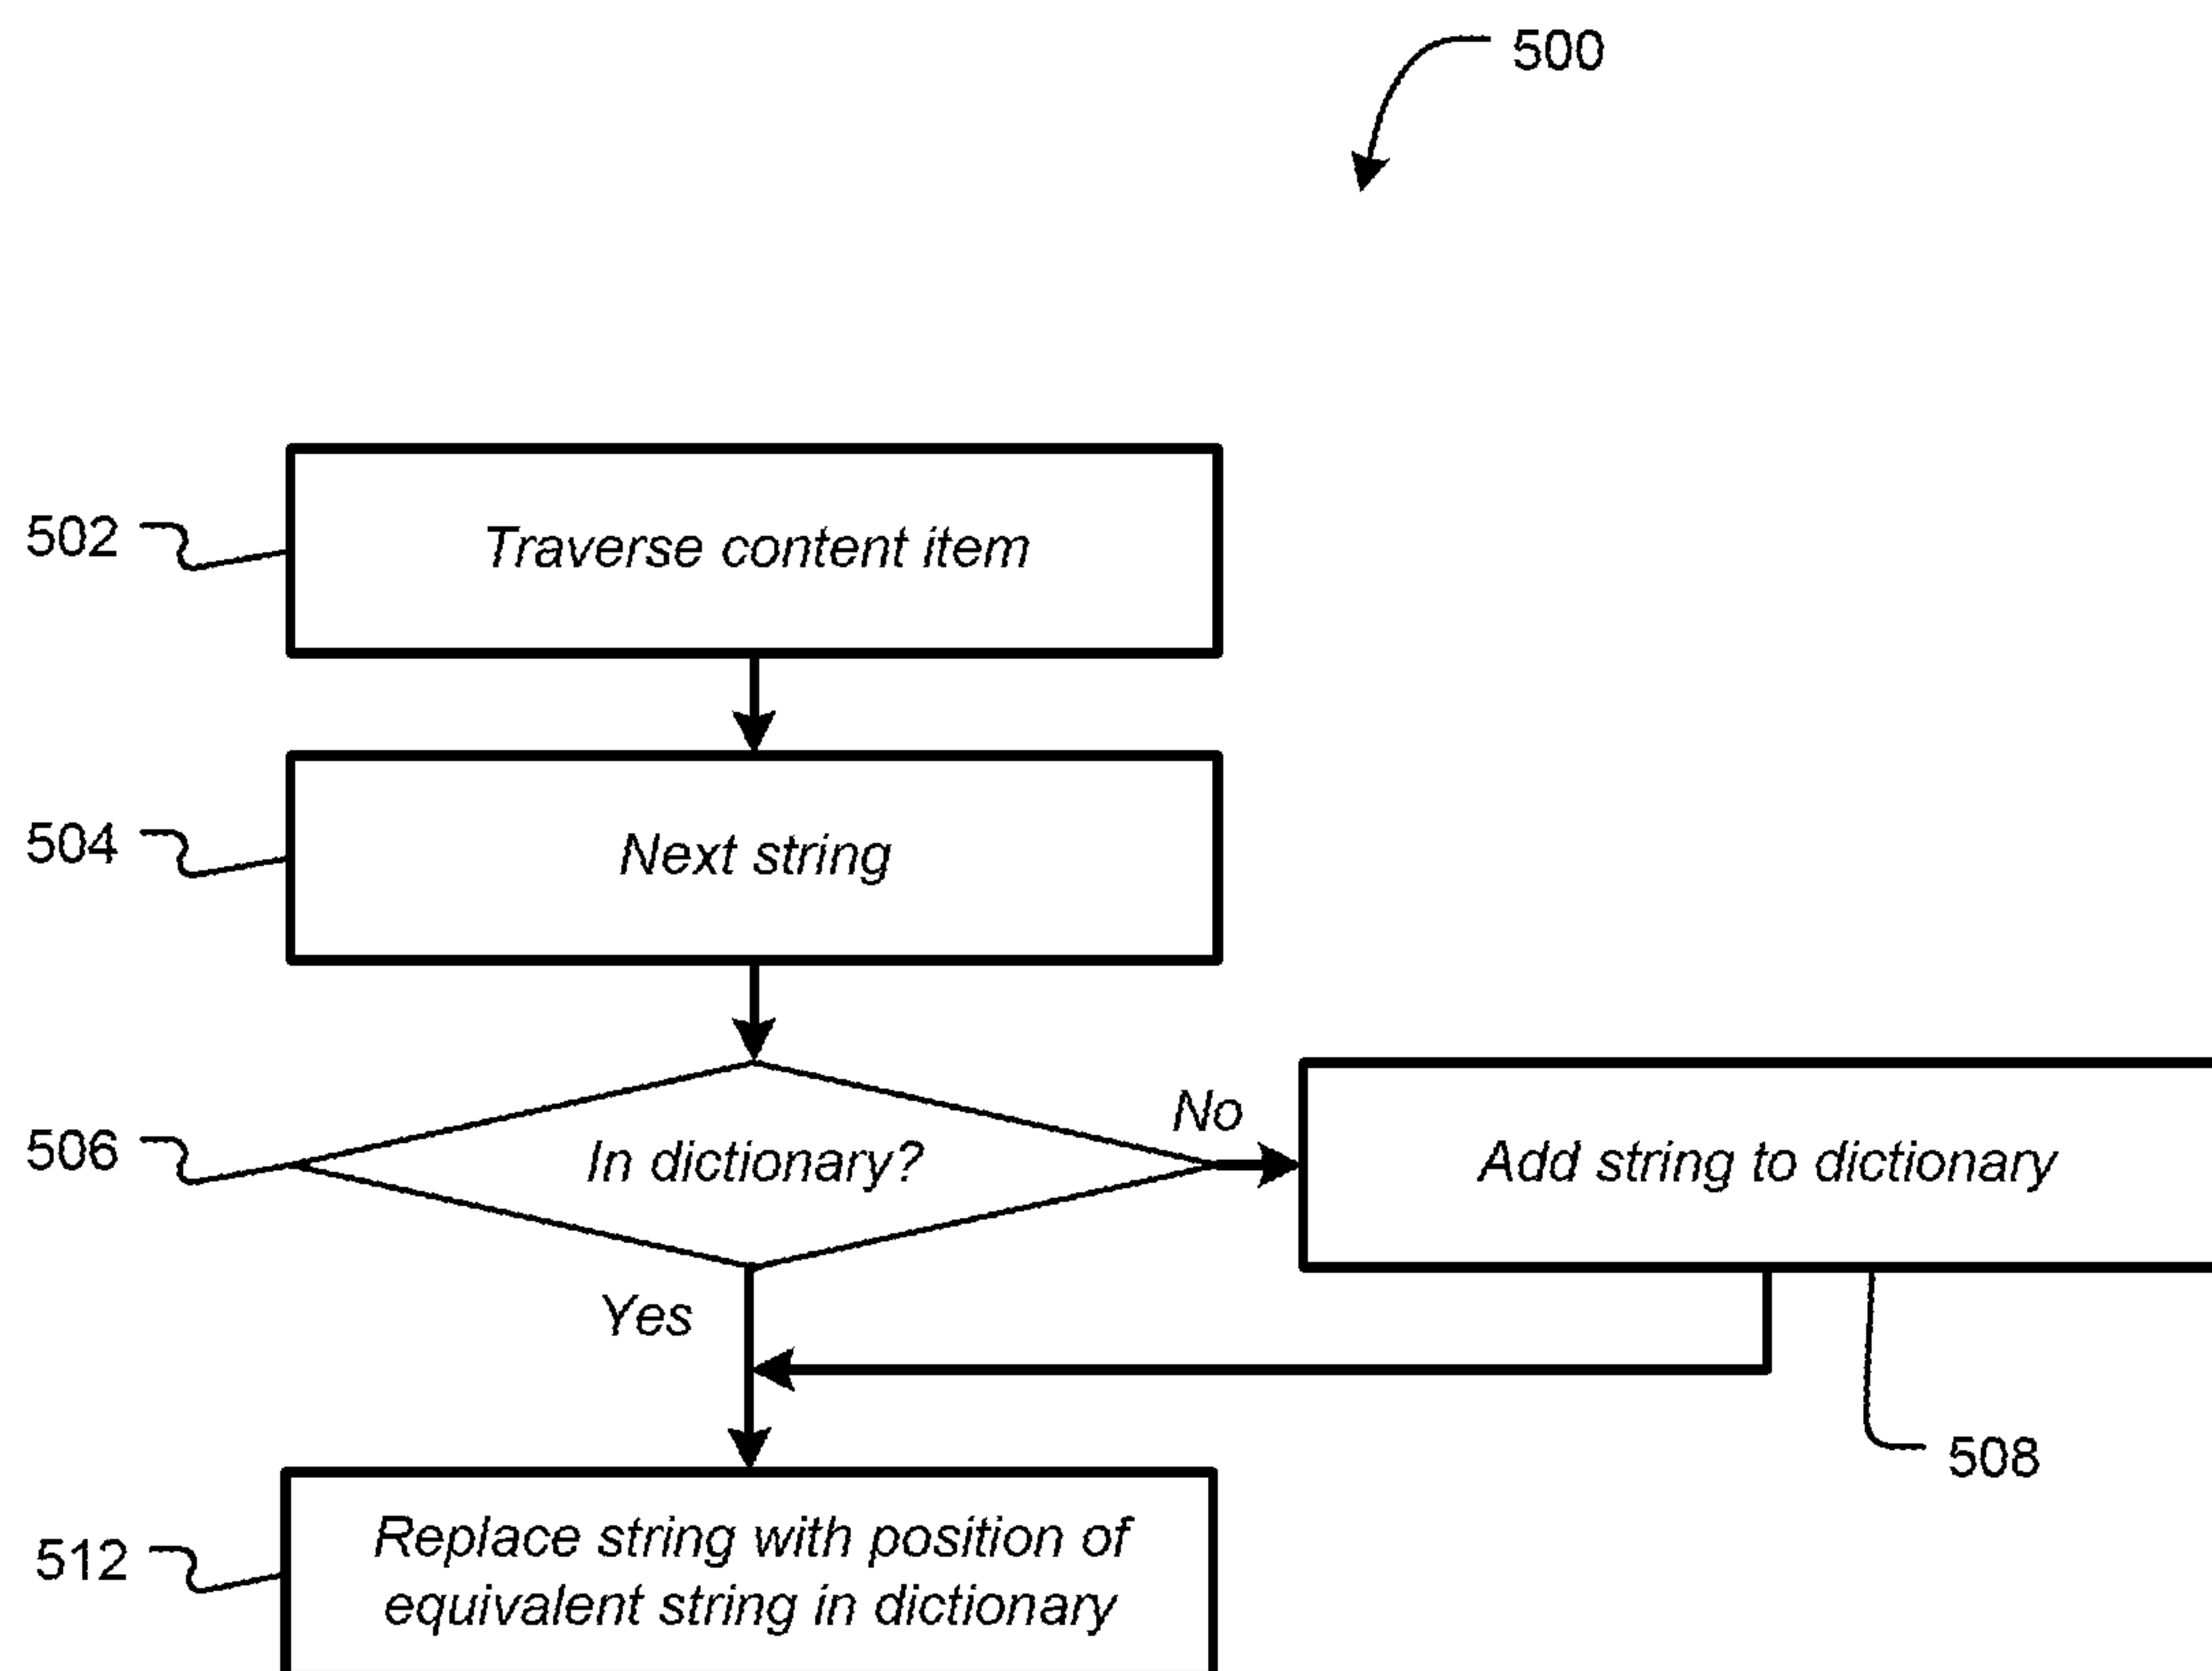 500
502
Traverse content item
504
Next string
506
In dictionary?
No
Add string to dictionary
Yes
508
512
Replace string with position of
equivalent string in dictionary